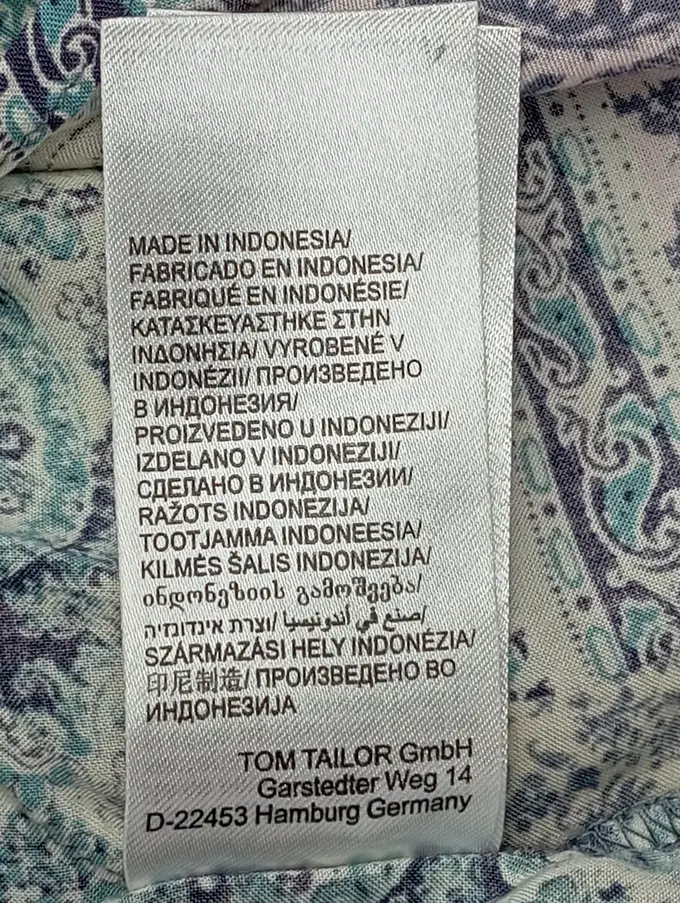 MADE IN INDONESIA/
FABRICADO EN INDONESIA/
FABRIQUÉ EN INDONÉSIE/
ΚΑΤΑΣΚΕΥΑΣΤΗΚΕ ΣΤΗΝ
ΙΝΔΟΝΗΣΙΑ/ VYROBENÉ V
INDONÉZII/ ПРОИЗВЕДЕНО
В ИНДОНЕЗИЯ/
PROIZVEDENO U INDONEZIJI/
IZDELANO V INDONEZIJI/
СДЕЛАНО В ИНДОНЕЗИИ/
RAŽOTS INDONĒZIJA/
TOOTJAMMA INDONEESIA/
KILMĖS ŠALIS INDONEZIJA/
ინდონეზიის გამოშვება/
صنع في أندونيسيا/ וצרת אינדונזיה/
SZÁRMAZÁSI HELY INDONÉZIA/
印尼制造/ ПРОИЗВЕДЕНО ВО
ИНДОНЕЗИЈА
TOM TAILOR GmbH
Garstedter Weg 14
D-22453 Hamburg Germany